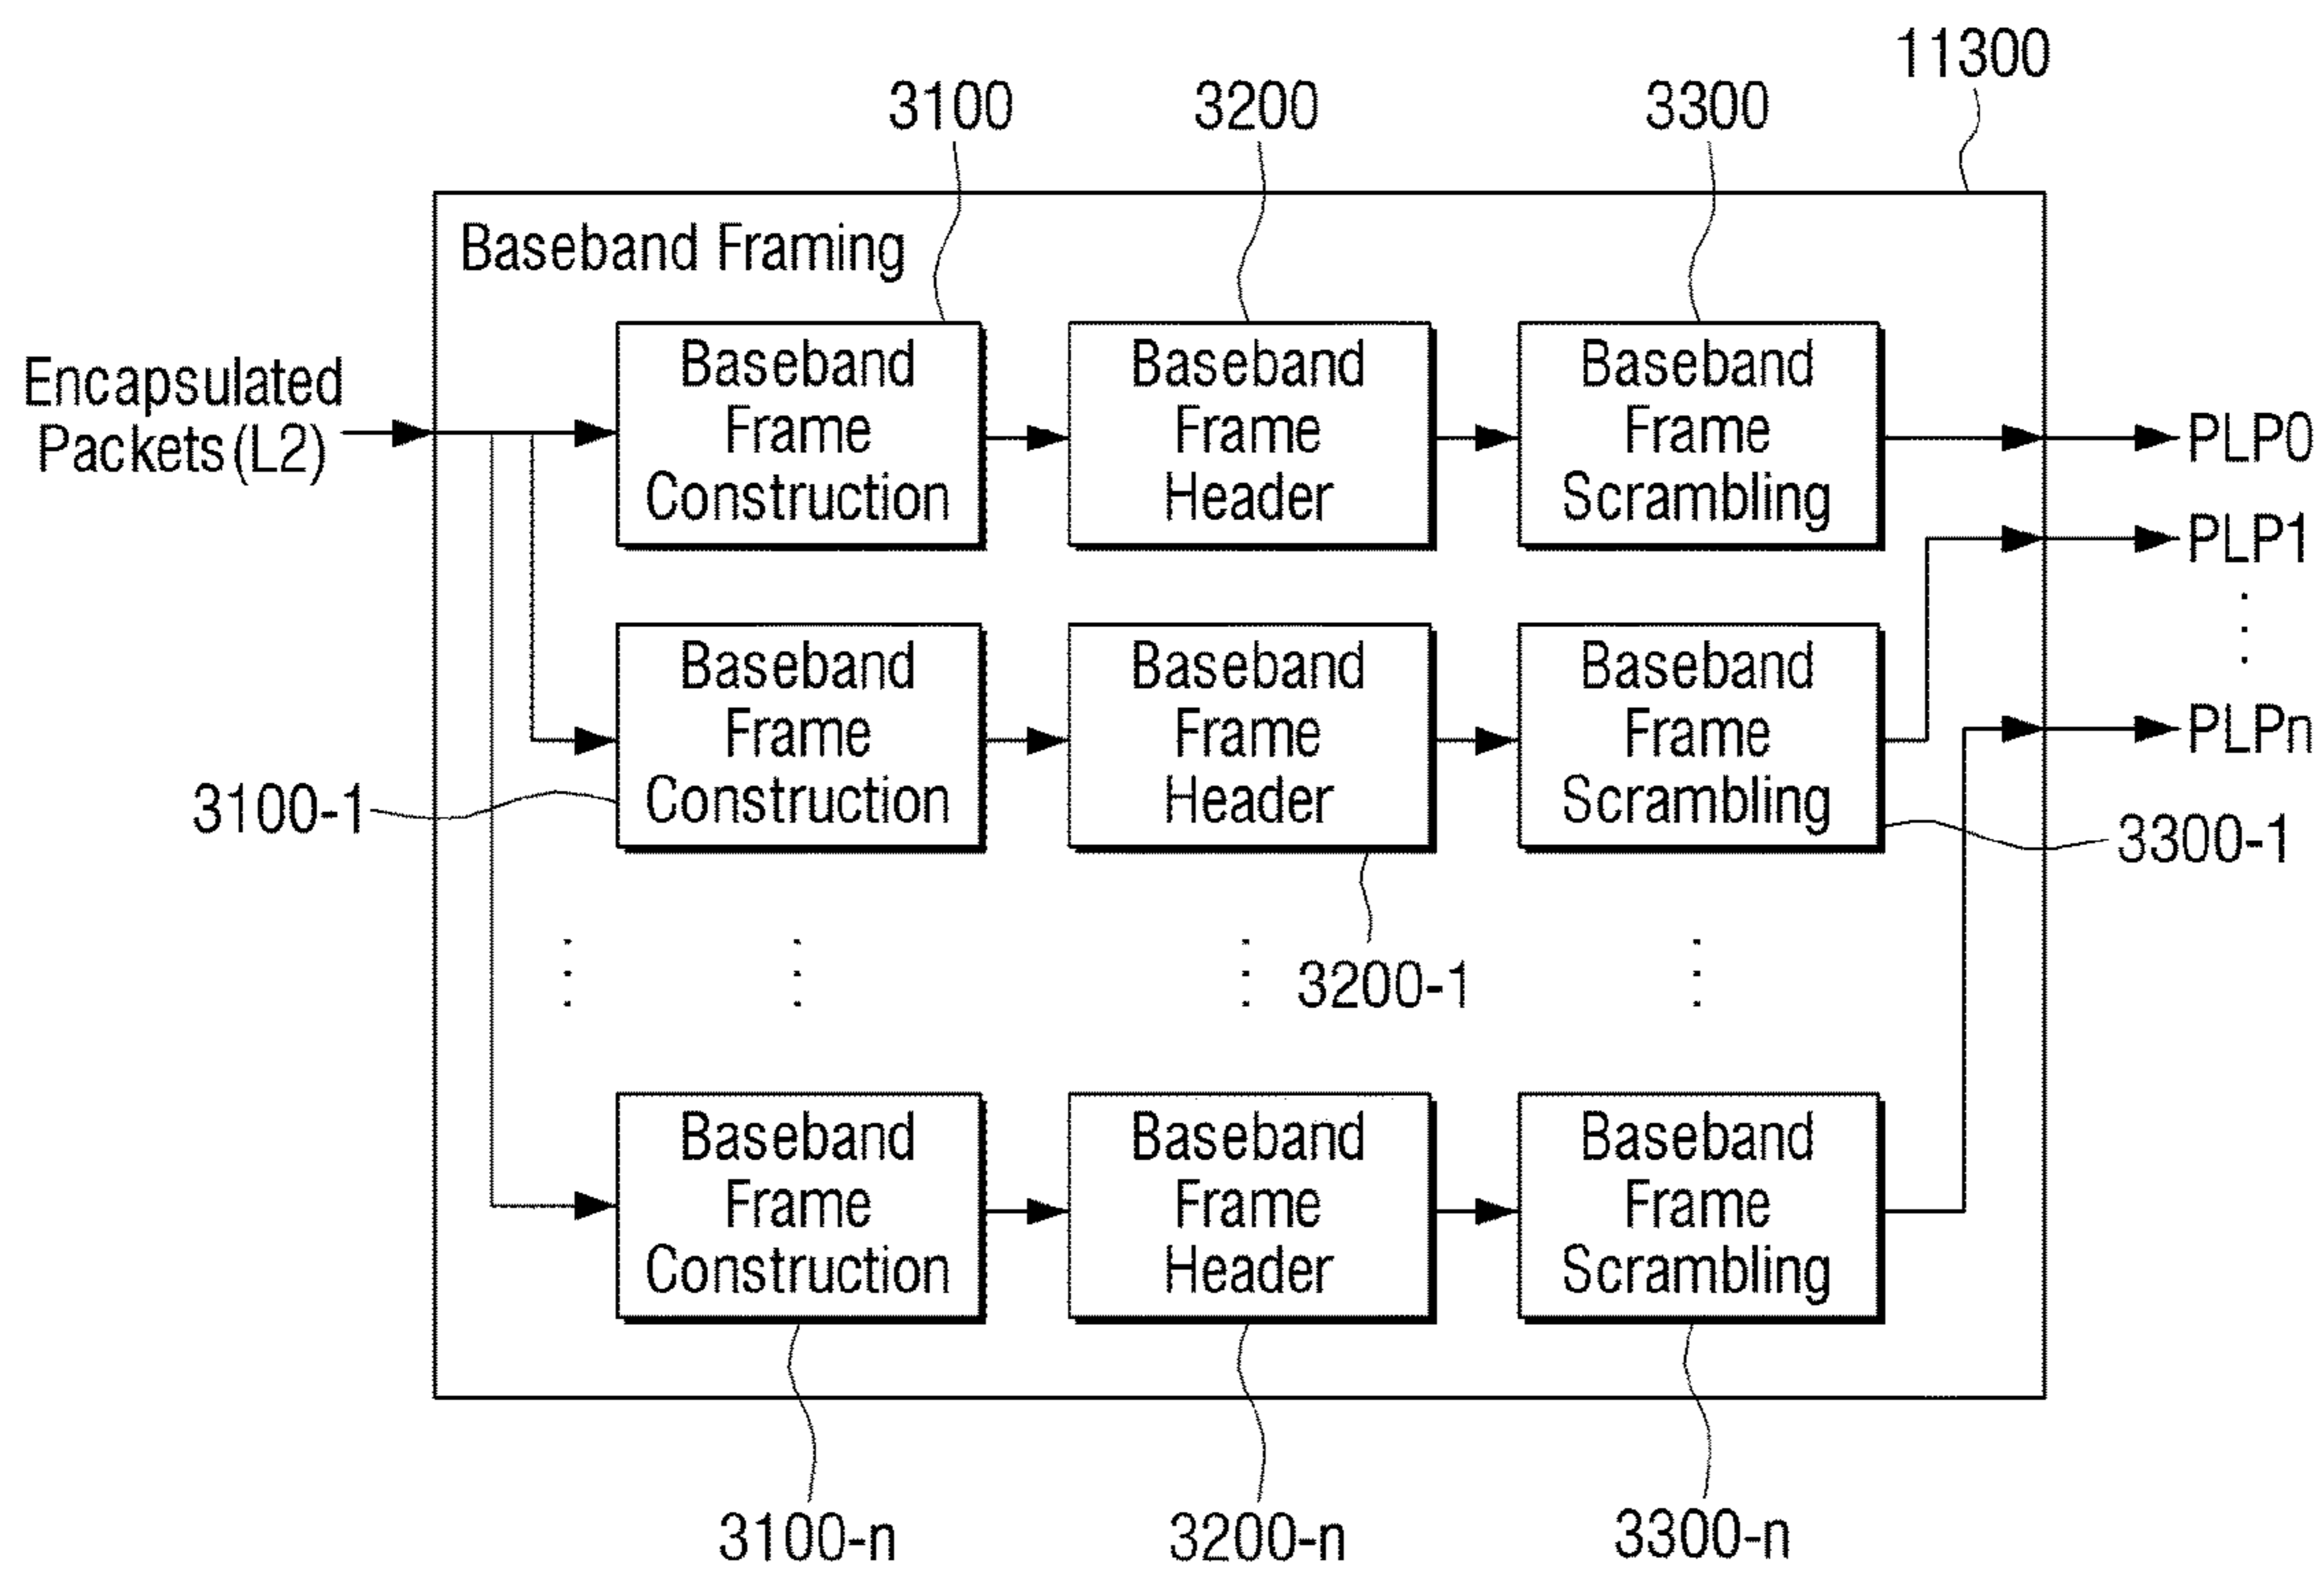 11300
3100
3200
3300
Baseband Framing
Encapsulated
Packets(L2)
Baseband
Frame
Construction
Baseband
Frame
Header
Baseband
Frame
Scrambling
PLP0
PLP1
PLPn
Baseband
Frame
Construction
Baseband
Frame
Header
Baseband
Frame
Scrambling
3100-1
3200-1
3300-1
Baseband
Frame
Construction
Baseband
Frame
Header
Baseband
Frame
Scrambling
3100-n
3200-n
3300-n